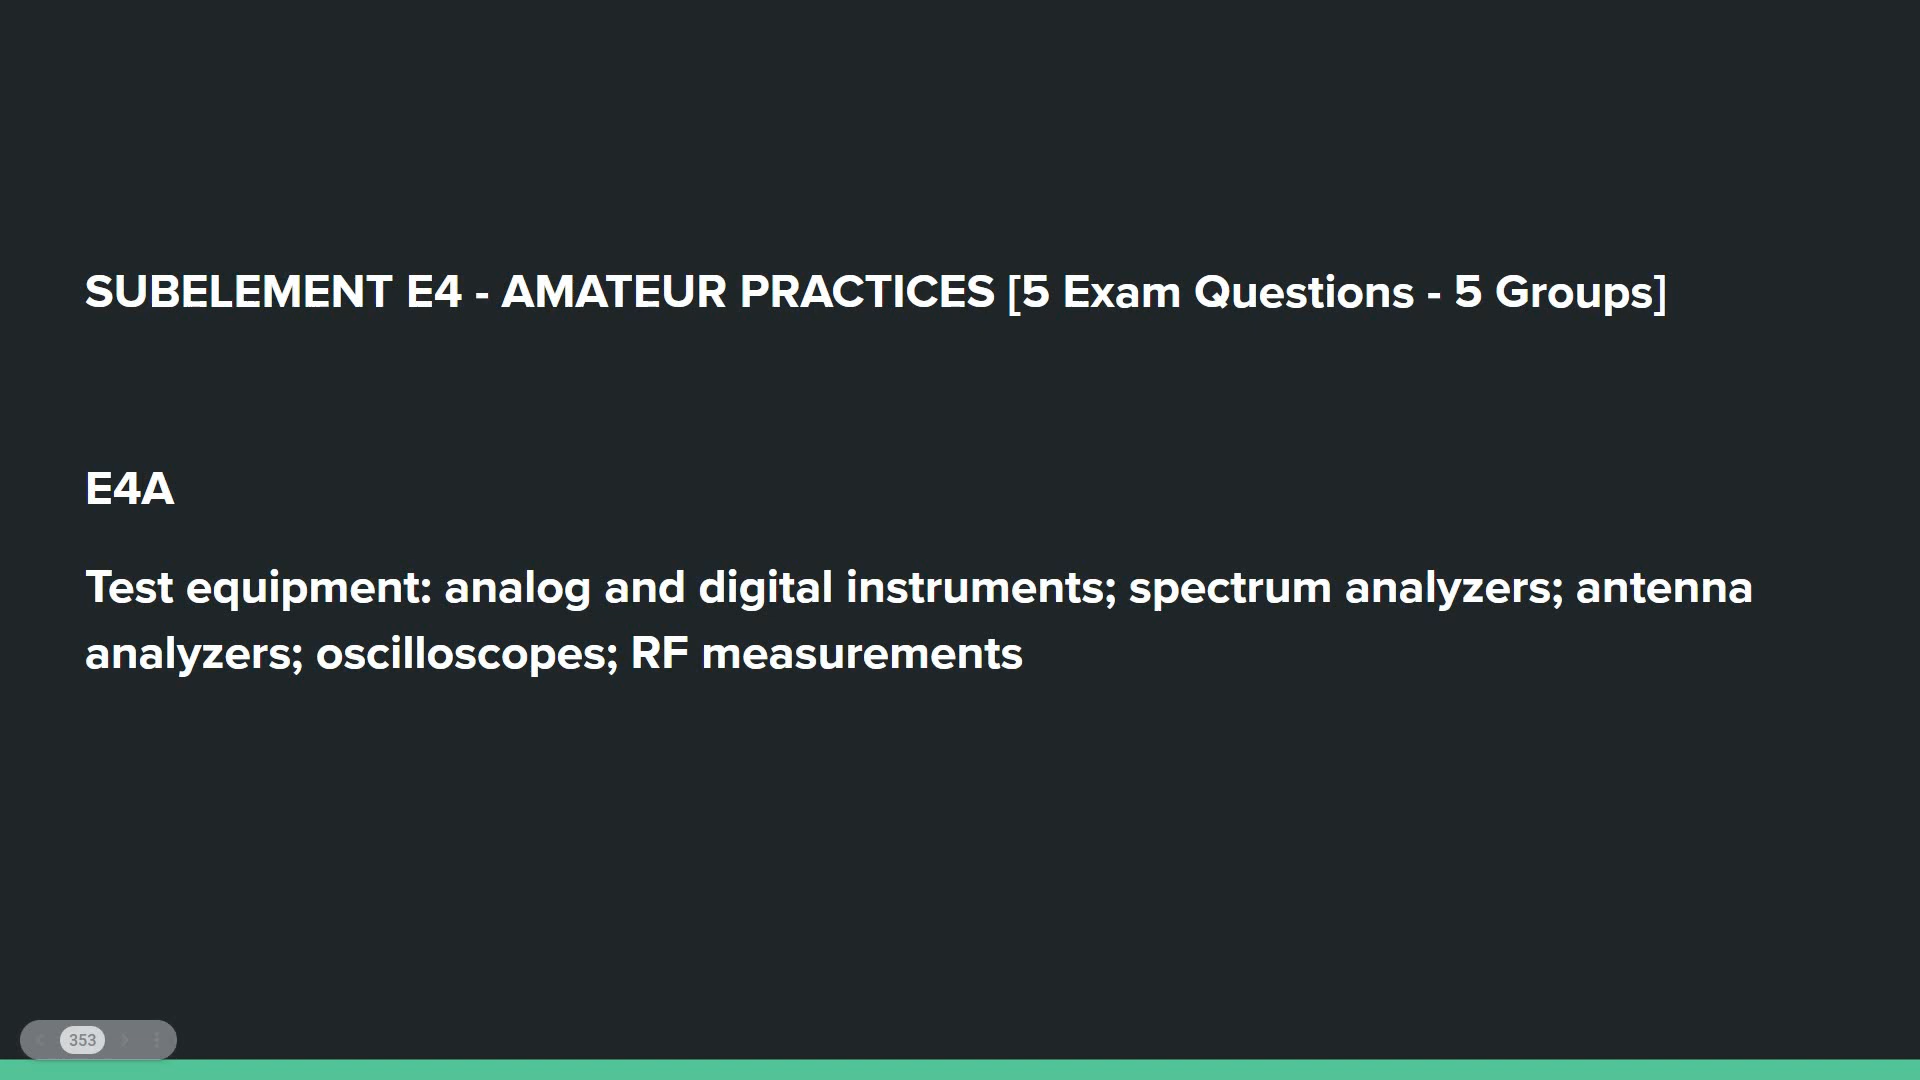 SUBELEMENT E4 - AMATEUR PRACTICES [5 Exam Questions - 5 Groups]
E4A
Test equipment: analog and digital instruments; spectrum analyzers; antenna
analyzers; oscilloscopes; RF measurements
353